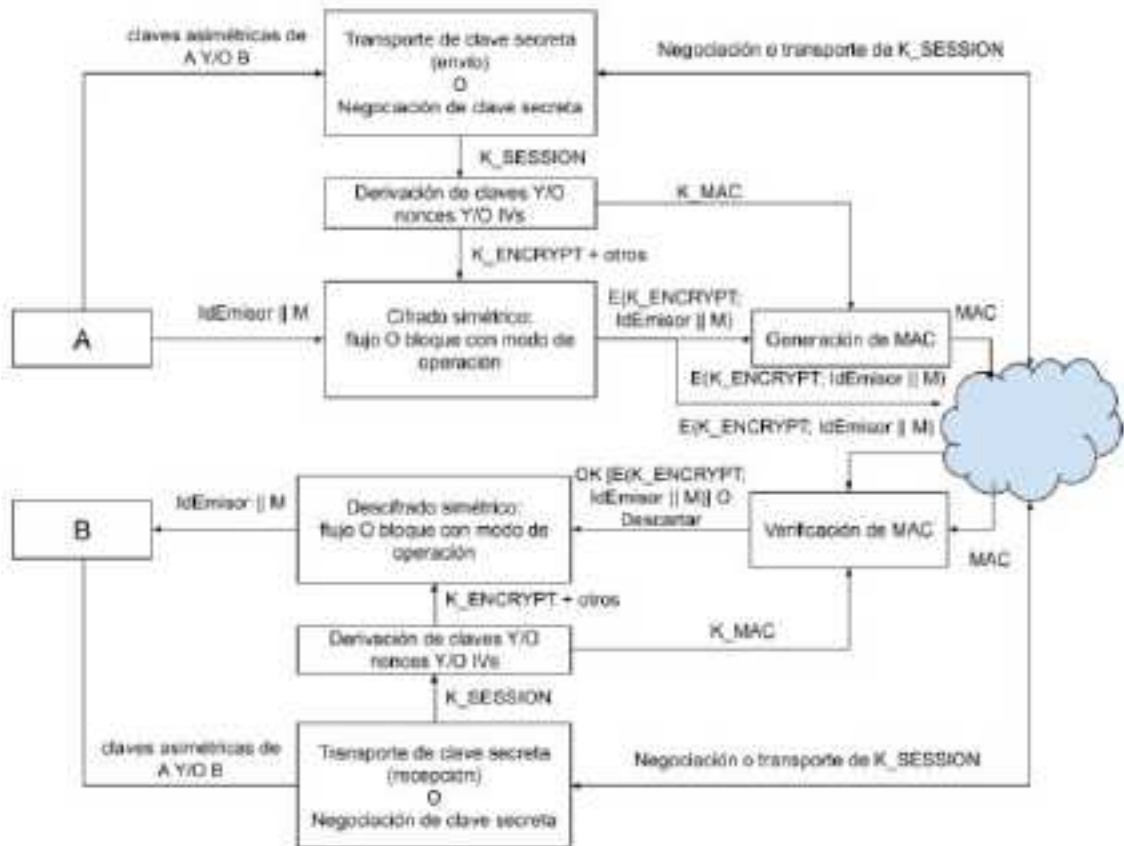 claves asimétricas de
A Y/O B
Transporte de clave secreta
(envío)
O
Negociación de clave secreta
Negociación o transporte de K_SESSION
K_SESSION
Derivación de claves Y/O
nonces Y/O IVs
K_MAC
K_ENCRYPT + otros
A
IdEmisor || M
Cifrado simétrico:
flujo O bloque con modo de
operación
E(K_ENCRYPT;
IdEmisor || M)
Generación de MAC
MAC
E(K_ENCRYPT; IdEmisor || M)
E(K_ENCRYPT; IdEmisor || M)
B
IdEmisor || M
Descifrado simétrico:
flujo O bloque con modo de
operación
OK [E(K_ENCRYPT;
IdEmisor || M)] O
Descartar
Verificación de MAC
MAC
K_ENCRYPT + otros
Derivación de claves Y/O
nonces Y/O IVs
K_MAC
K_SESSION
claves asimétricas de
A Y/O B
Transporte de clave secreta
(recepción)
O
Negociación de clave secreta
Negociación o transporte de K_SESSION